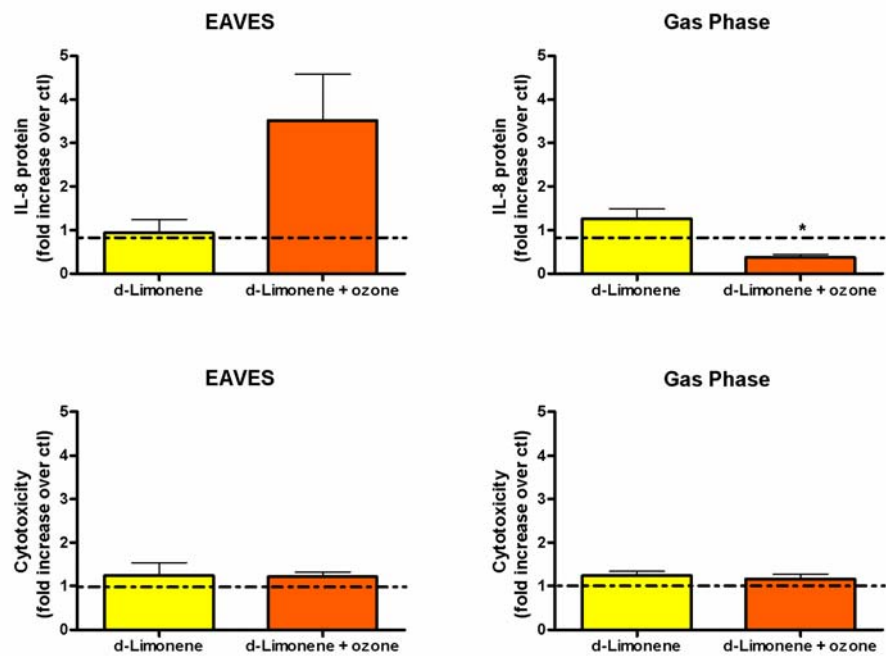 EAVES
IL-8 protein
(fold increase over ctl)
5
4
3
2
1
0
d-Limonene
d-Limonene + ozone
Gas Phase
IL-8 protein
(fold increase over ctl)
5
4
3
2
1
0
*
d-Limonene
d-Limonene + ozone
EAVES
Cytotoxicity
(fold increase over ctl)
5
4
3
2
1
0
d-Limonene
d-Limonene + ozone
Gas Phase
Cytotoxicity
(fold increase over ctl)
5
4
3
2
1
0
d-Limonene
d-Limonene + ozone